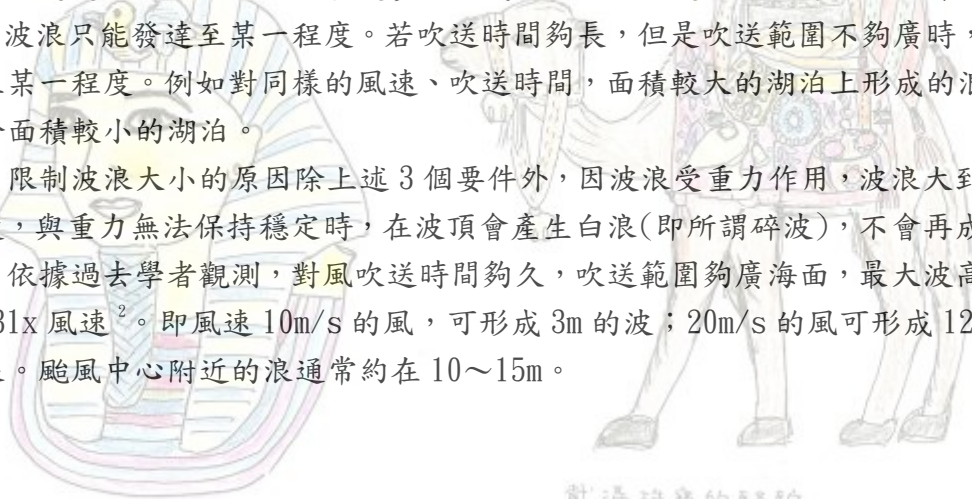 波浪只能發達至某一程度。若吹送時間夠長，但是吹送範圍不夠廣時，
某一程度。例如對同樣的風速、吹送時間，面積較大的湖泊上形成的浪
面積較小的湖泊。
限制波浪大小的原因除上述 3 個要件外，因波浪受重力作用，波浪大到
，與重力無法保持穩定時，在波頂會產生白浪(即所謂碎波)，不會再成
依據過去學者觀測，對風吹送時間夠久，吹送範圍夠廣海面，最大波高
31x 風速²。即風速 10m/s 的風，可形成 3m 的波；20m/s 的風可形成 12
。颱風中心附近的浪通常約在 10～15m。